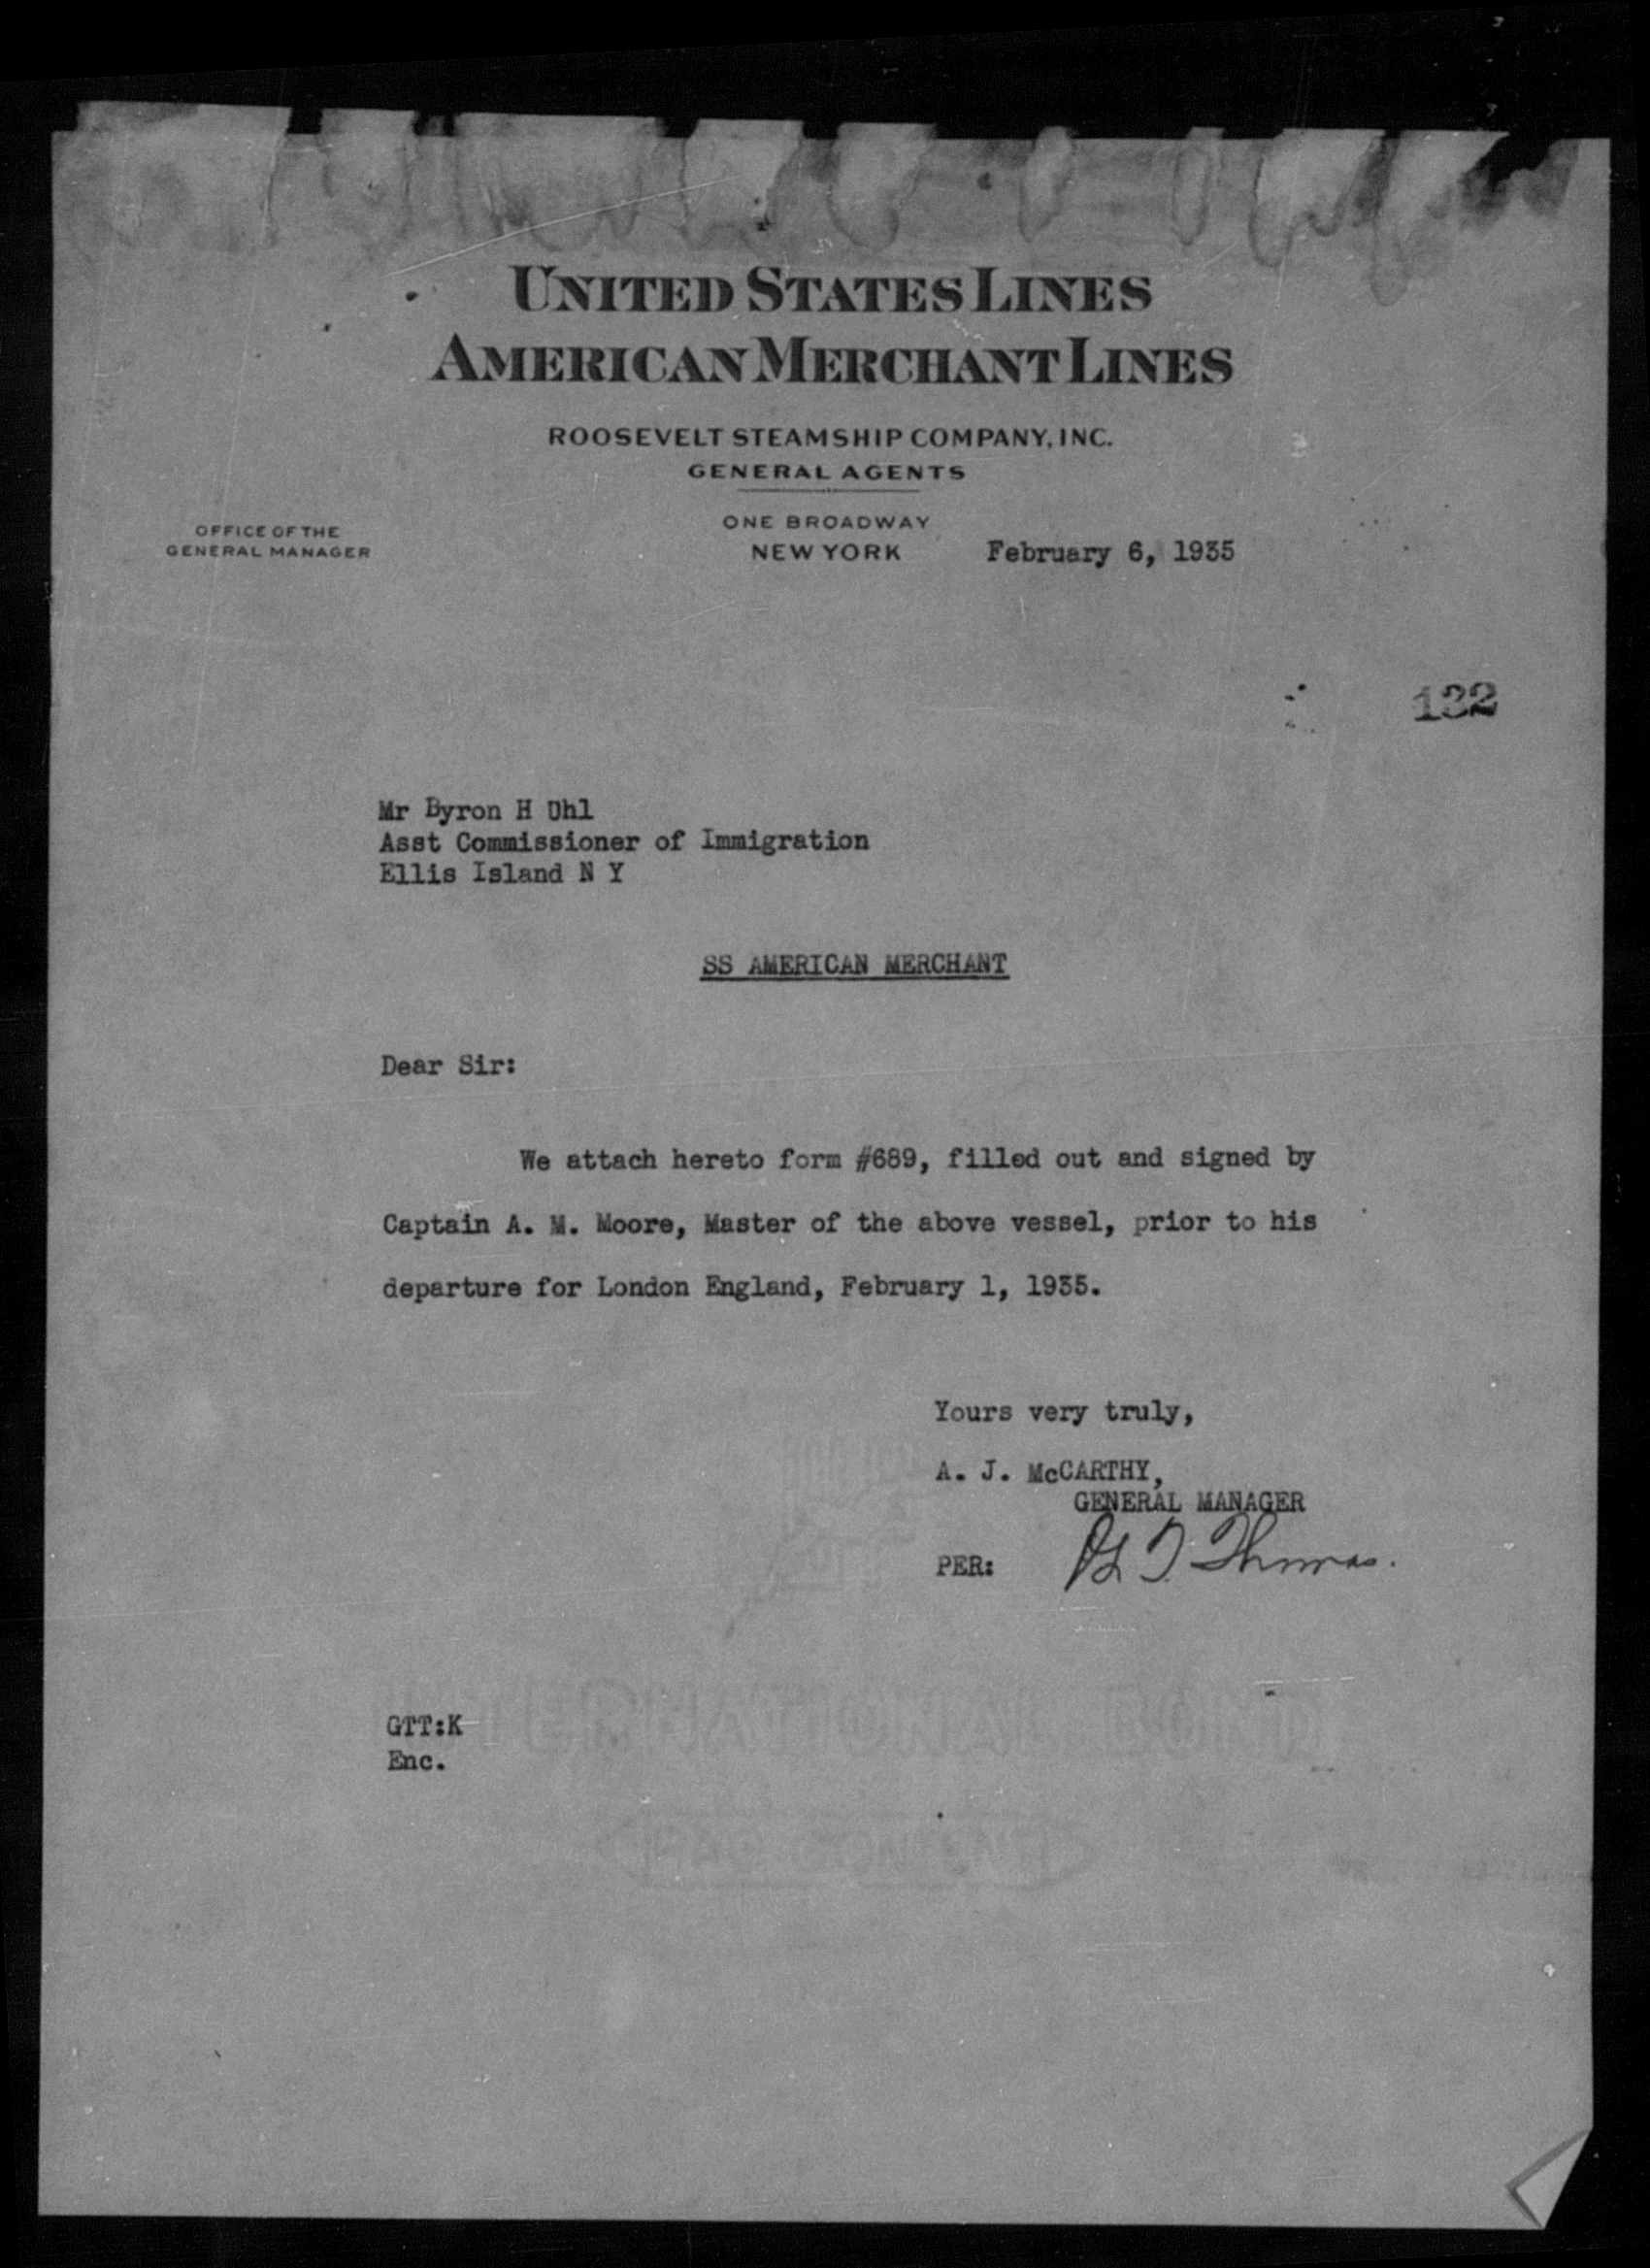 UNITED STATES LINES
AMERICAN MERCHANT LINES
ROOSEVELT STEAMSHIP COMPANY, INC.
GENERAL AGENTS
OFFICE OF THE
GENERAL MANAGER
ONE BROADWAY
NEW YORK
February 6, 1935
132
Mr Byron H Uhl
Asst Commissioner of Immigration
Ellis Island N Y
SS AMERICAN MERCHANT
Dear Sir:
We attach hereto form #689, filled out and signed by
Captain A. M. Moore, Master of the above vessel, prior to his
departure for London England, February 1, 1935.
Yours very truly,
A. J. McCARTHY,
GENERAL MANAGER
PER: G. T. Thomas.
GTT:K
Enc.